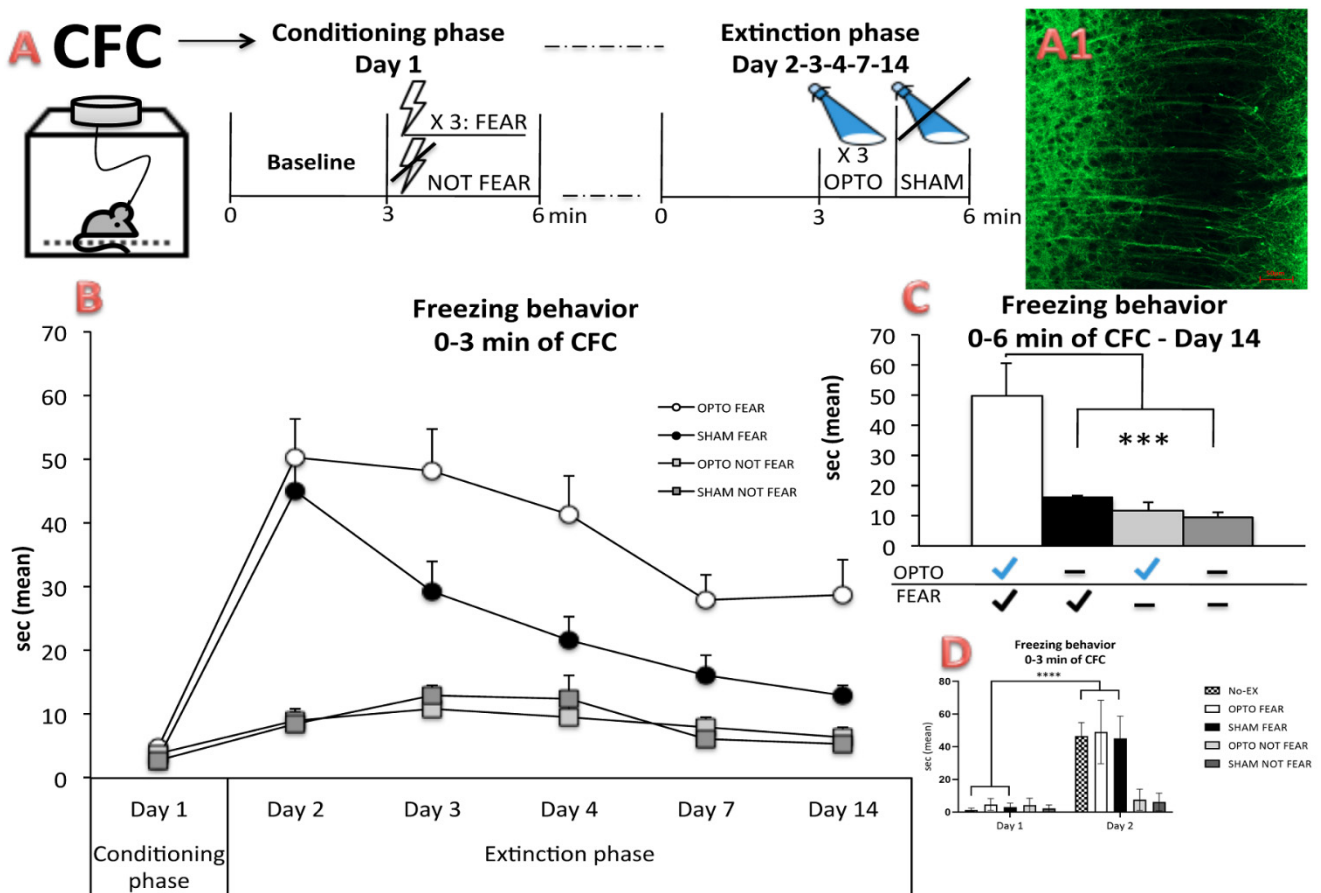 A CFC
Conditioning phase
Day 1
X 3: FEAR
Baseline
NOT FEAR
0 3 6 min
Extinction phase
Day 2-3-4-7-14
X 3
OPTO SHAM
0 3 6 min
A1
B
Freezing behavior
0-3 min of CFC
70
60
50
40
30
20
10
0
sec (mean)
OPTO FEAR
SHAM FEAR
OPTO NOT FEAR
SHAM NOT FEAR
Day 1 Day 2 Day 3 Day 4 Day 7 Day 14
Conditioning
phase
Extinction phase
C
Freezing behavior
0-6 min of CFC - Day 14
70
60
50
40
30
20
10
0
sec (mean)
***
OPTO
FEAR
D
Freezing behavior
0-3 min of CFC
80
60
40
20
0
sec (mean)
****
Day 1 Day 2
No-EX
OPTO FEAR
SHAM FEAR
OPTO NOT FEAR
SHAM NOT FEAR